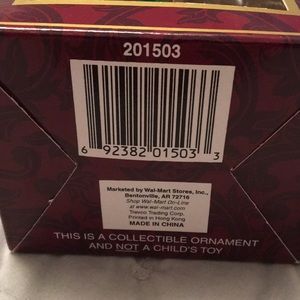 201503
6 92382 01503 3
Marketed by Wal-Mart Stores, Inc.,
Bentonville, AR 72716
Shop Wal-Mart On-Line
at www.wal-mart.com
Trevco Trading Corp.
Printed in Hong Kong
MADE IN CHINA
THIS IS A COLLECTIBLE ORNAMENT
AND NOT A CHILD'S TOY